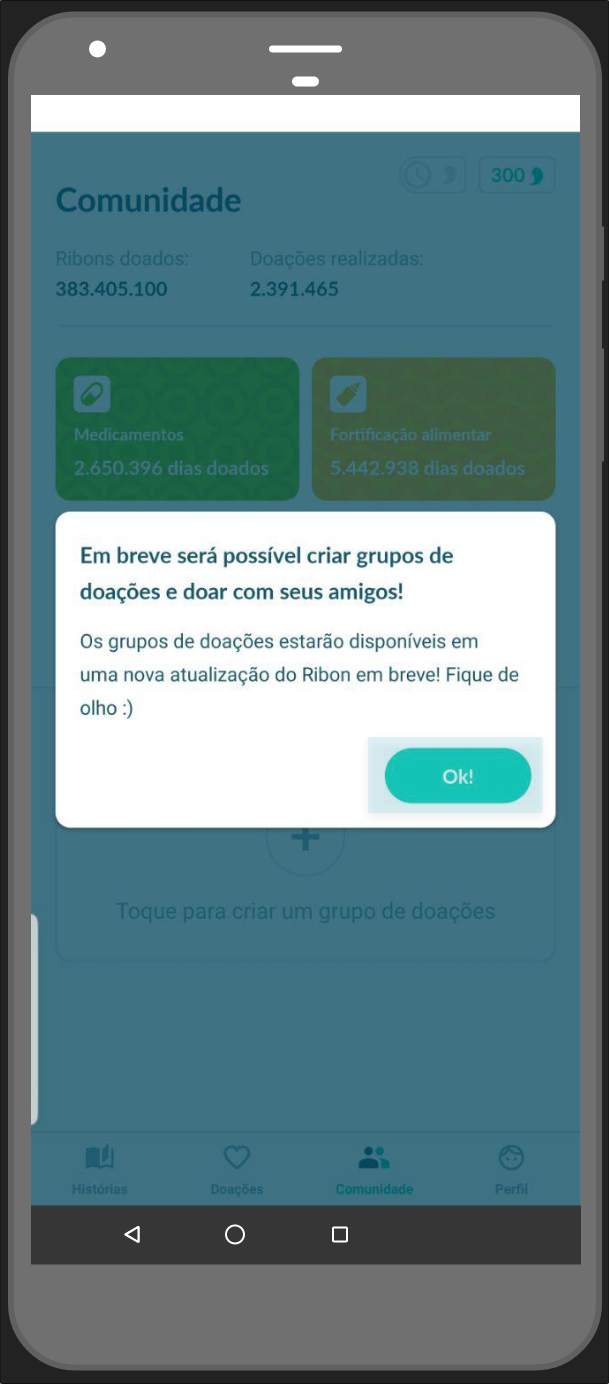 300
Comunidade
Ribons doados: Doações realizadas:
383.405.100 2.391.465
Medicamentos Fortificação alimentar
2.650.396 dias doados 5.442.938 dias doados
Em breve será possível criar grupos de
doações e doar com seus amigos!
Os grupos de doações estarão disponíveis em
uma nova atualização do Ribon em breve! Fique de
olho :)
Ok!
Toque para criar um grupo de doações
Histórias Doações Comunidade Perfil